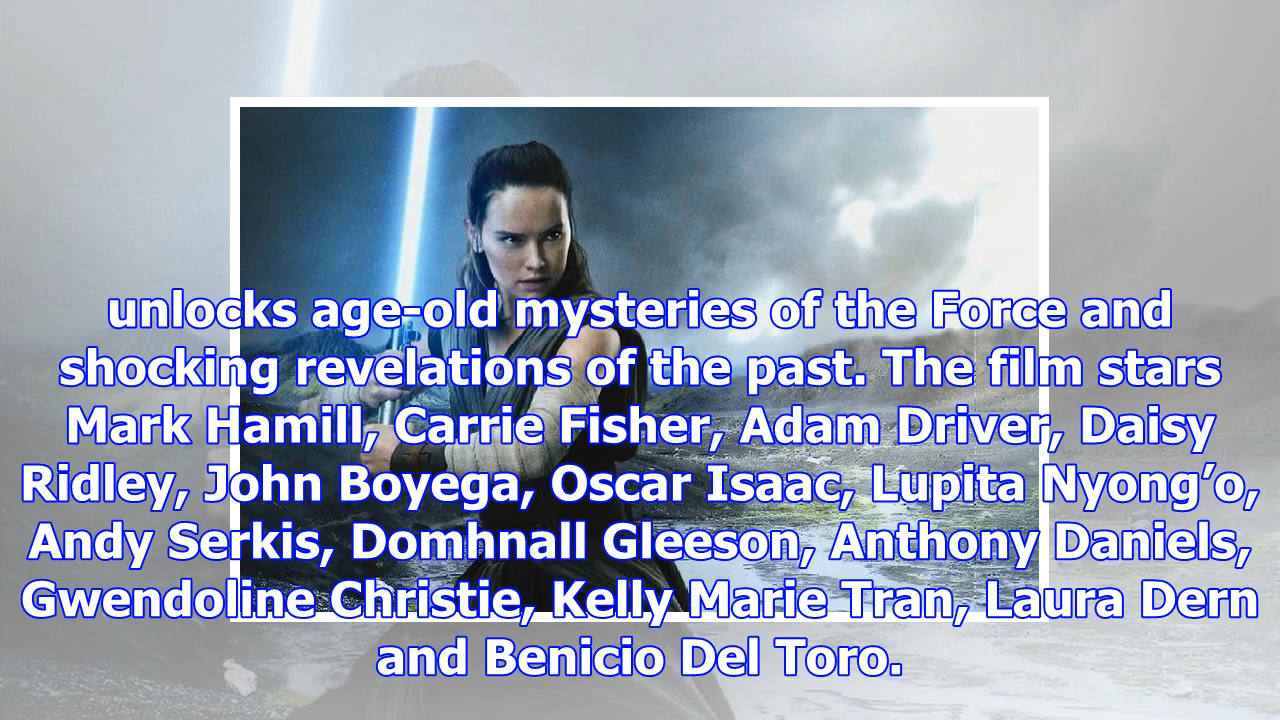 unlocks age-old mysteries of the Force and
shocking revelations of the past. The film stars
Mark Hamill, Carrie Fisher, Adam Driver, Daisy
Ridley, John Boyega, Oscar Isaac, Lupita Nyong’o,
Andy Serkis, Domhnall Gleeson, Anthony Daniels,
Gwendoline Christie, Kelly Marie Tran, Laura Dern
and Benicio Del Toro.